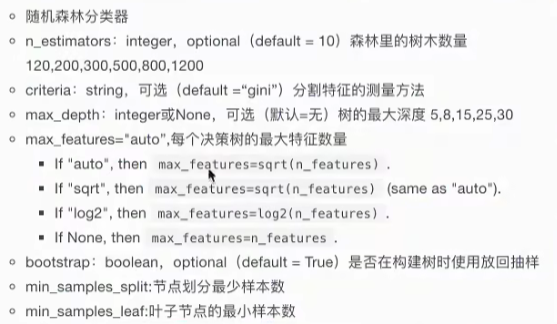 随机森林分类器
n_estimators：integer，optional（default = 10）森林里的树木数量
120,200,300,500,800,1200
criteria：string，可选（default =“gini”）分割特征的测量方法
max_depth：integer或None，可选（默认=无）树的最大深度 5,8,15,25,30
max_features="auto”,每个决策树的最大特征数量
If "auto", then max_features=sqrt(n_features) .
If "sqrt", then max_features=sqrt(n_features) (same as "auto").
If "log2", then max_features=log2(n_features) .
If None, then max_features=n_features .
bootstrap：boolean，optional（default = True）是否在构建树时使用放回抽样
min_samples_split:节点划分最少样本数
min_samples_leaf:叶子节点的最小样本数